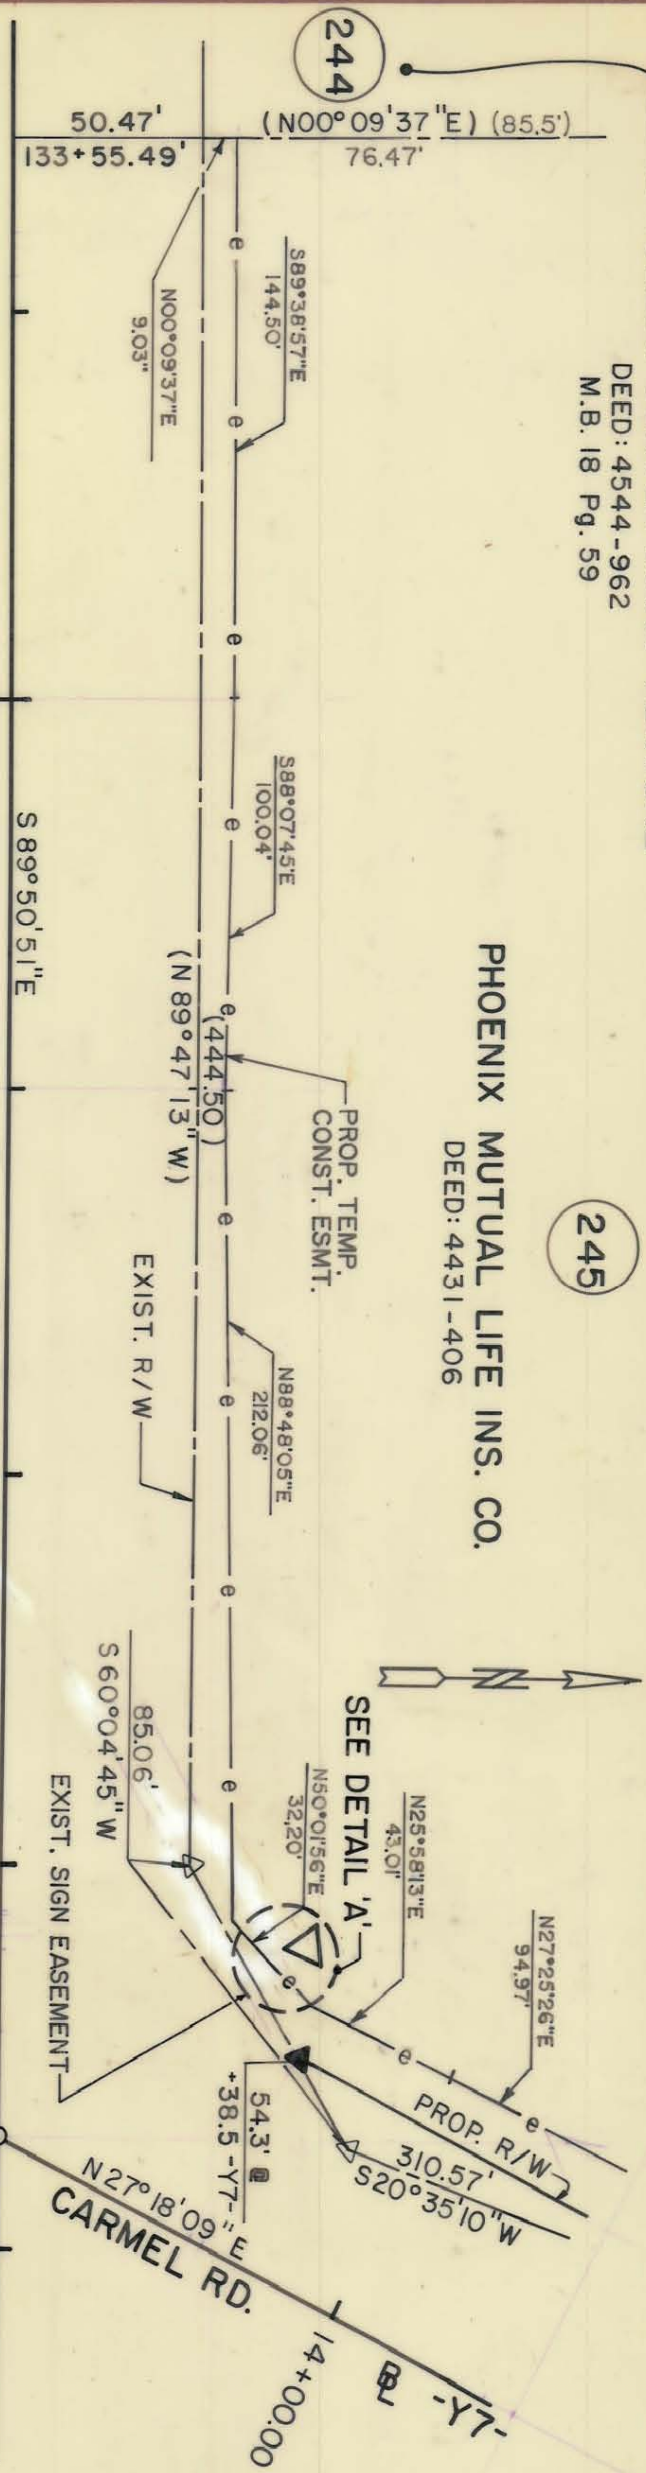 244
50.47'
133+55.49'
(N00°09'37"E) (85.5')
76.47'
DEED: 4544-962
M.B. 18 Pg. 59
S89°38'57"E
144.50'
N00°09'37"E
9.03"
e
e
e
S88°07'45"E
100.04'
e
S 89°50'51"E
PHOENIX MUTUAL LIFE INS. CO.
DEED: 4431-406
245
e
(444.50)
(N 89°47'13"W.)
PROP. TEMP.
CONST. ESMT.
e
EXIST. R/W
N88°48'05"E
212.06'
e
e
e
85.06'
S 60°04'45"W
EXIST. SIGN EASEMENT
SEE DETAIL 'A'
N50°01'56"E
32.20'
N25°58'13"E
43.01'
N27°25'26"E
94.97'
e
e
e
PROP. R/W
310.57'
S20°35'10"W
54.3' @
+38.5 -Y7-
N27°18'09"E
CARMEL RD.
14+00.00
BL -Y7-